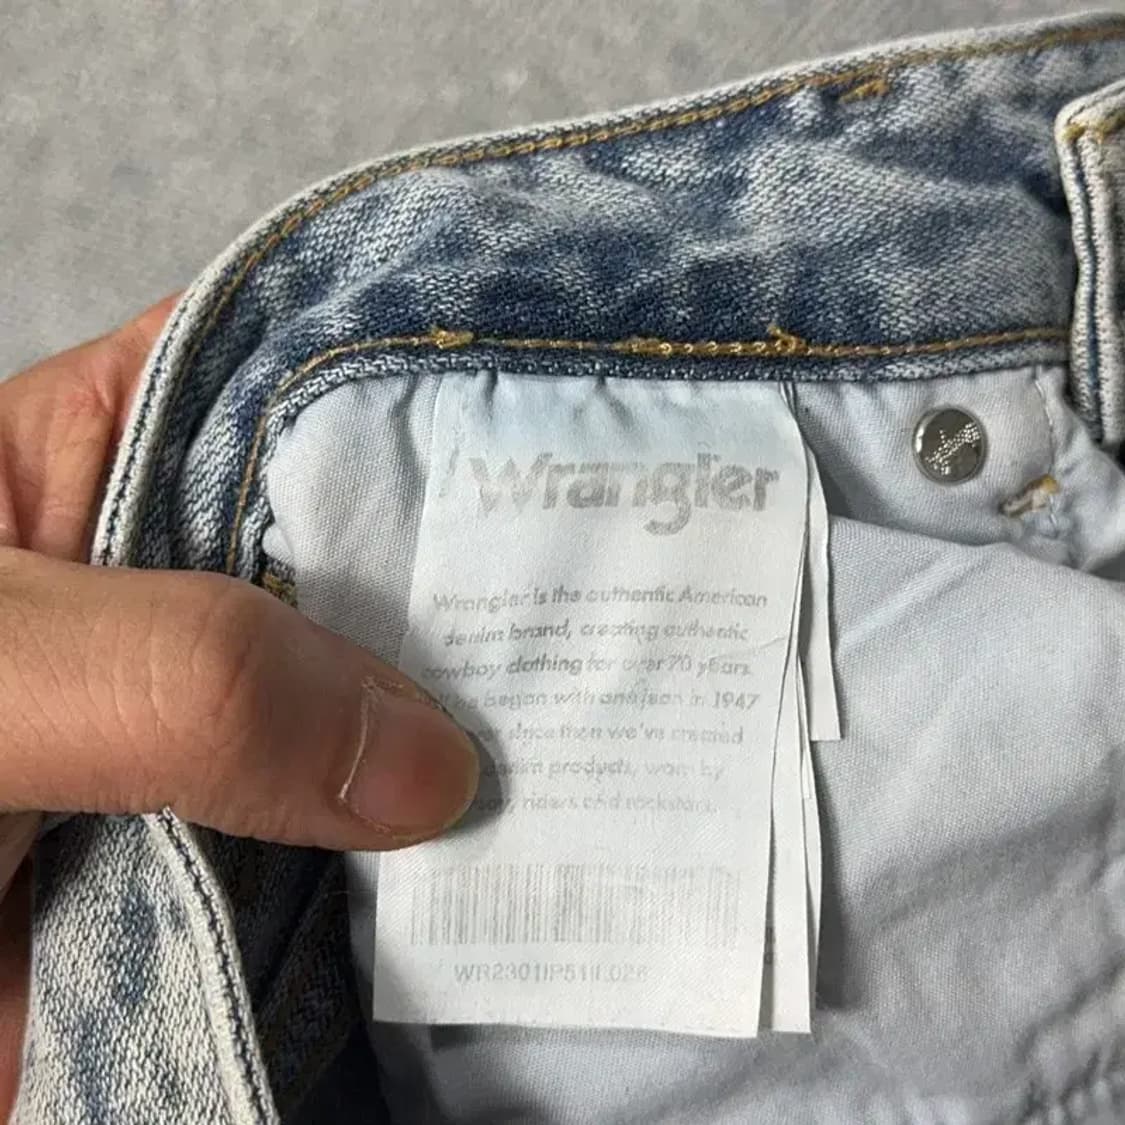 Wrangler
Wrangler is the authentic American
denim brand, creating authentic
cowboy clothing for over 70 years.
began with one jean in 1947
since then we've created
denim products, worn by
riders and rockstars.